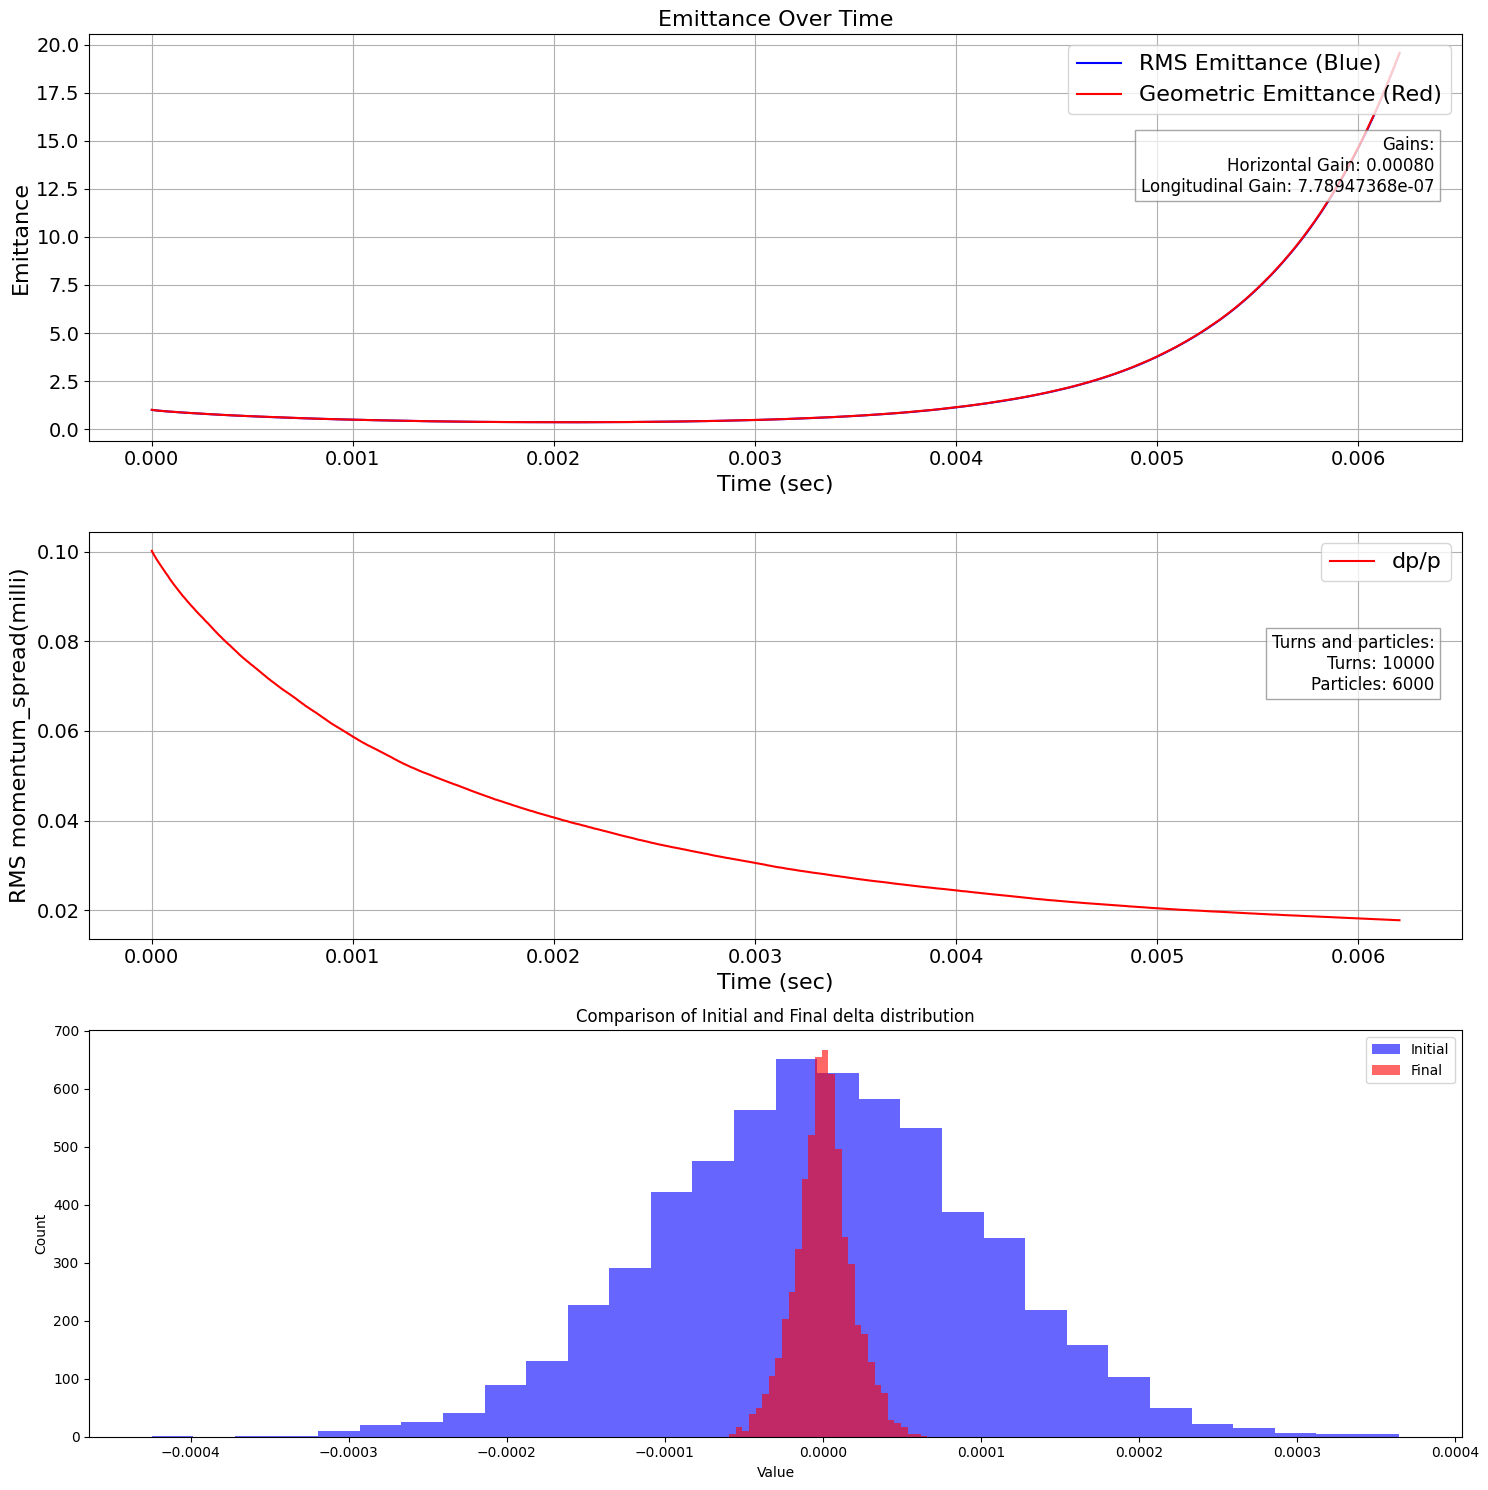 Emittance Over Time
20.0
17.5
15.0
12.5
10.0
7.5
5.0
2.5
0.0
Emittance
RMS Emittance (Blue)
Geometric Emittance (Red)
Gains:
Horizontal Gain: 0.00080
Longitudinal Gain: 7.78947368e-07
0.000 0.001 0.002 0.003 0.004 0.005 0.006
Time (sec)
0.10
0.08
0.06
0.04
0.02
RMS momentum_spread(milli)
dp/p
Turns and particles:
Turns: 10000
Particles: 6000
0.000 0.001 0.002 0.003 0.004 0.005 0.006
Time (sec)
Comparison of Initial and Final delta distribution
700
600
500
400
300
200
100
0
Count
Initial
Final
−0.0004 −0.0003 −0.0002 −0.0001 0.0000 0.0001 0.0002 0.0003 0.0004
Value